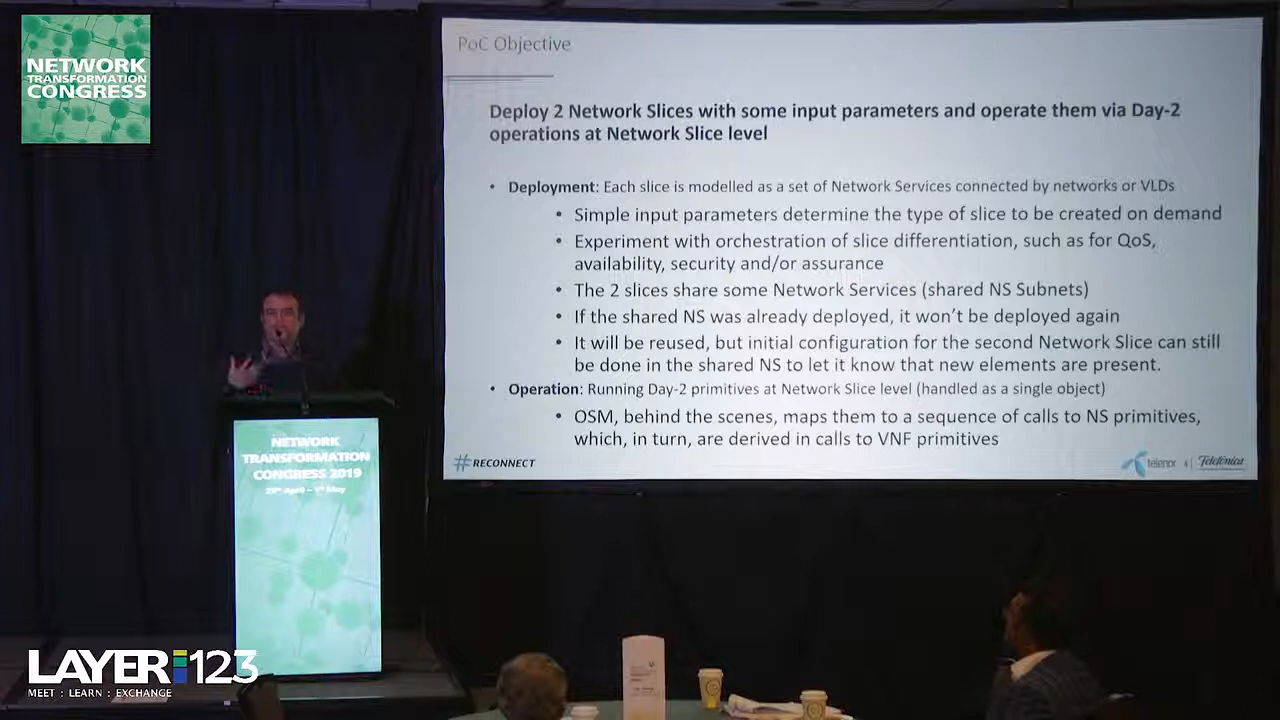 NETWORK
TRANSFORMATION
CONGRESS
PoC Objective
Deploy 2 Network Slices with some input parameters and operate them via Day-2
operations at Network Slice level
• Deployment: Each slice is modelled as a set of Network Services connected by networks or VLDs
• Simple input parameters determine the type of slice to be created on demand
• Experiment with orchestration of slice differentiation, such as for QoS,
availability, security and/or assurance
• The 2 slices share some Network Services (shared NS Subnets)
• If the shared NS was already deployed, it won't be deployed again
• It will be reused, but initial configuration for the second Network Slice can still
be done in the shared NS to let it know that new elements are present.
• Operation: Running Day-2 primitives at Network Slice level (handled as a single object)
• OSM, behind the scenes, maps them to a sequence of calls to NS primitives,
which, in turn, are derived in calls to VNF primitives
#RECONNECT
telenor
Telefónica
NETWORK
TRANSFORMATION
CONGRESS 2019
LAYER 123
MEET : LEARN : EXCHANGE